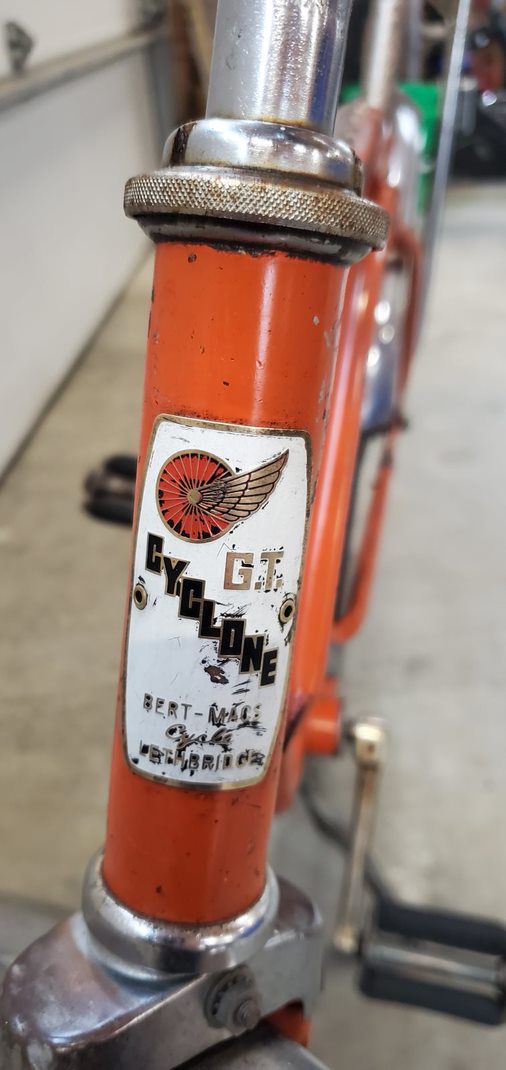 G.T.
CYCLONE
BERT-MACS
Cycle
LETHBRIDGE